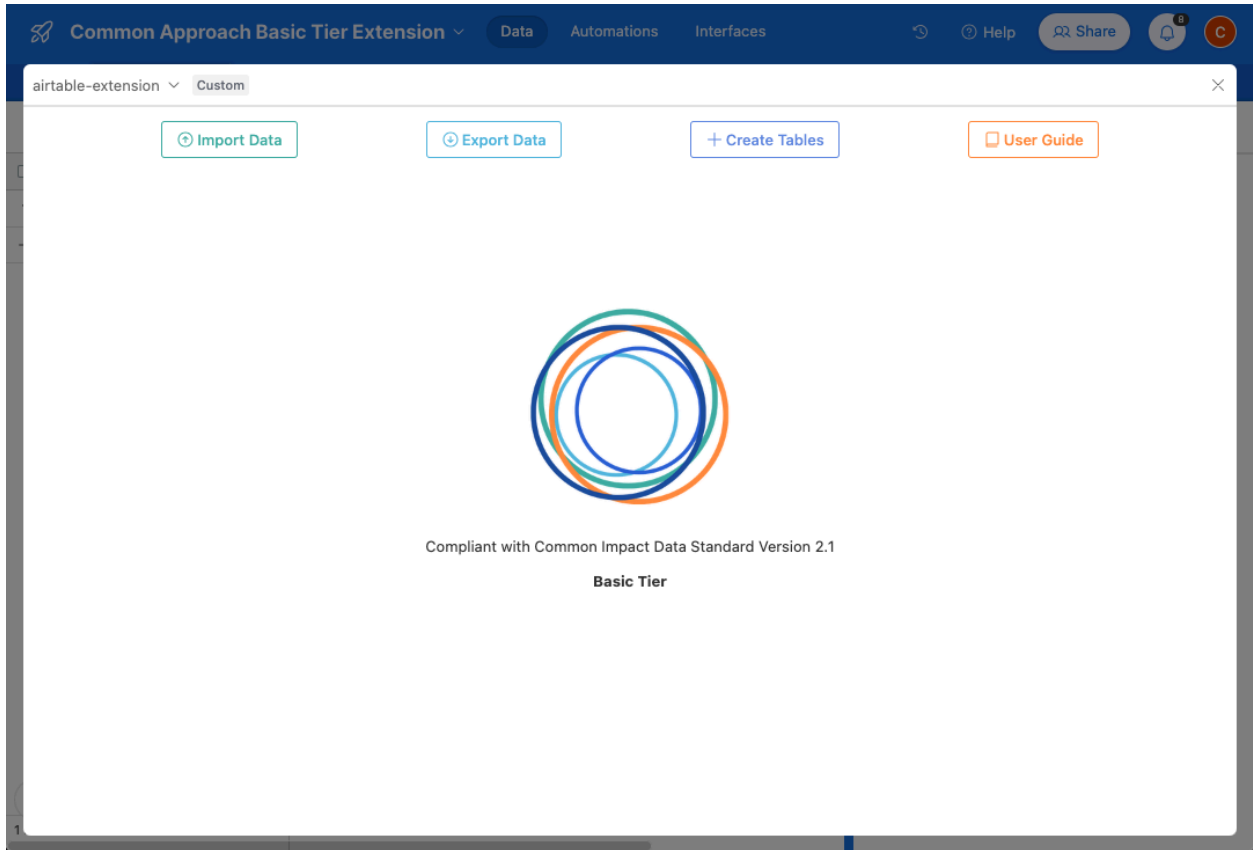 Common Approach Basic Tier Extension Data Automations Interfaces Help Share 8 C
airtable-extension Custom
Import Data Export Data + Create Tables User Guide
Compliant with Common Impact Data Standard Version 2.1
Basic Tier
1